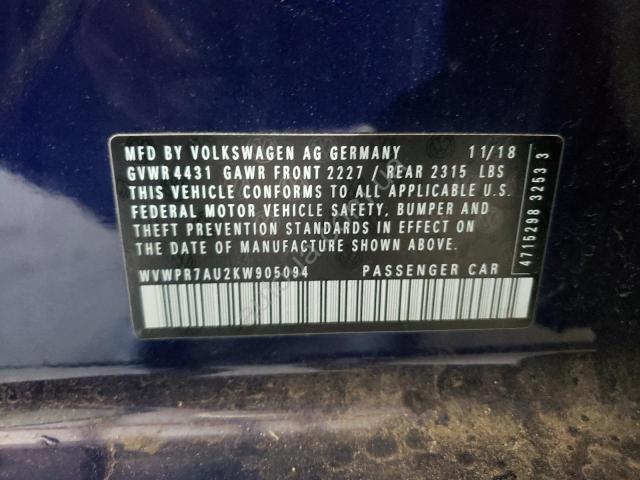 MFD BY VOLKSWAGEN AG GERMANY 11/18
GVWR 4431 GAWR FRONT 2227 / REAR 2315 LBS
THIS VEHICLE CONFORMS TO ALL APPLICABLE U.S.
FEDERAL MOTOR VEHICLE SAFETY, BUMPER AND
THEFT PREVENTION STANDARDS IN EFFECT ON
THE DATE OF MANUFACTURE SHOWN ABOVE.
WVWPR7AU2KW905094 PASSENGER CAR
4715298 3253 3